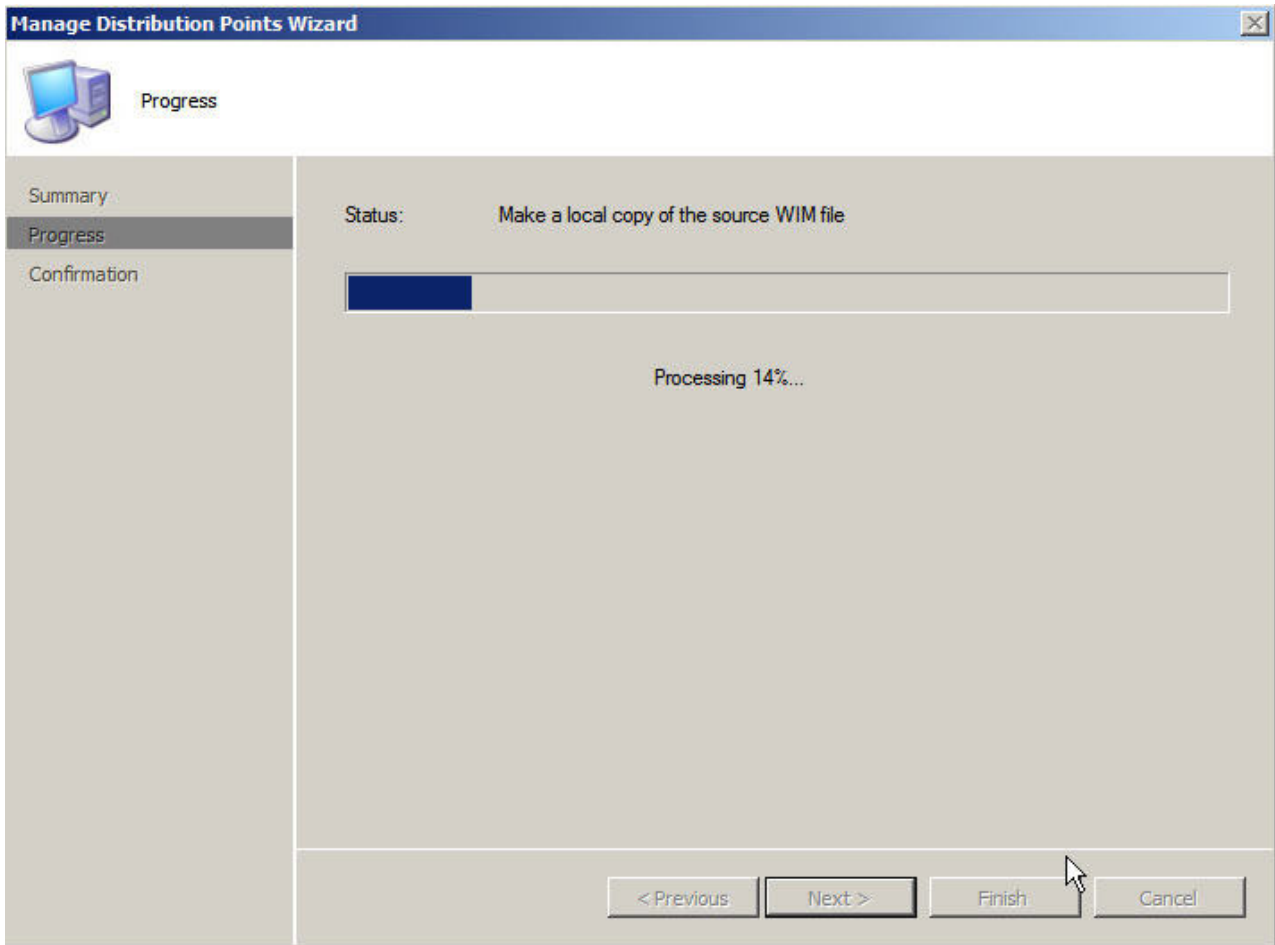 Manage Distribution Points Wizard
Progress
Summary
Progress
Confirmation
Status: Make a local copy of the source WIM file
Processing 14%...
< Previous Next > Finish Cancel